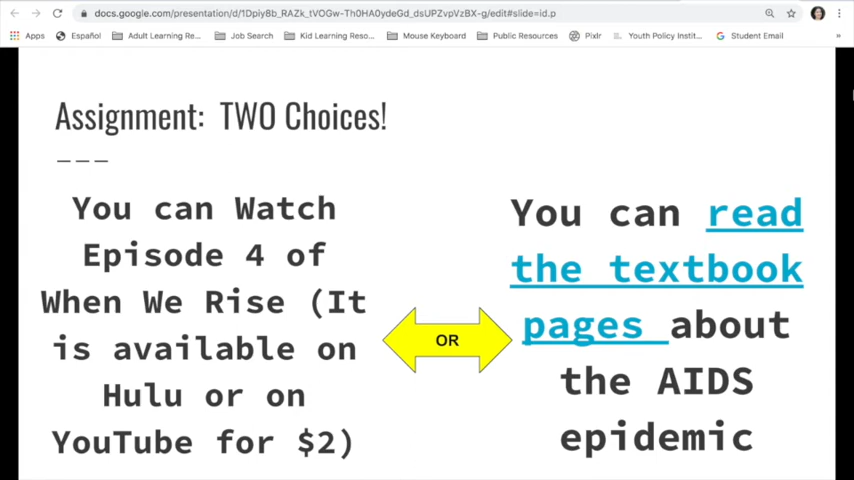 docs.google.com/presentation/d/1Dpiy8b_RAZk_tVOGw-Th0HA0ydeGd_dsUPZvpVzBX-g/edit#slide=id.p
Apps Español Adult Learning Re... Job Search Kid Learning Reso... Mouse Keyboard Public Resources Pixlr Youth Policy Instit... Student Email »
Assignment: TWO Choices!
You can Watch
Episode 4 of
When We Rise (It
is available on
Hulu or on
YouTube for $2)
OR
You can read
the textbook
pages about
the AIDS
epidemic